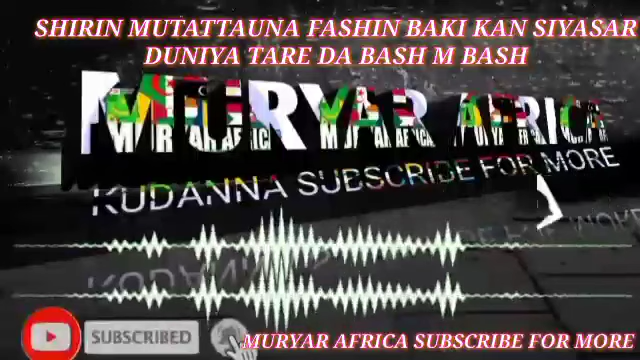 SHIRIN MUTATTAUNA FASHIN BAKI KAN SIYASAR
DUNIYA TARE DA BASH M BASH
MURYAR AFRICA
KUDANNA SUBSCRIBE FOR MORE
SUBSCRIBED
MURYAR AFRICA SUBSCRIBE FOR MORE